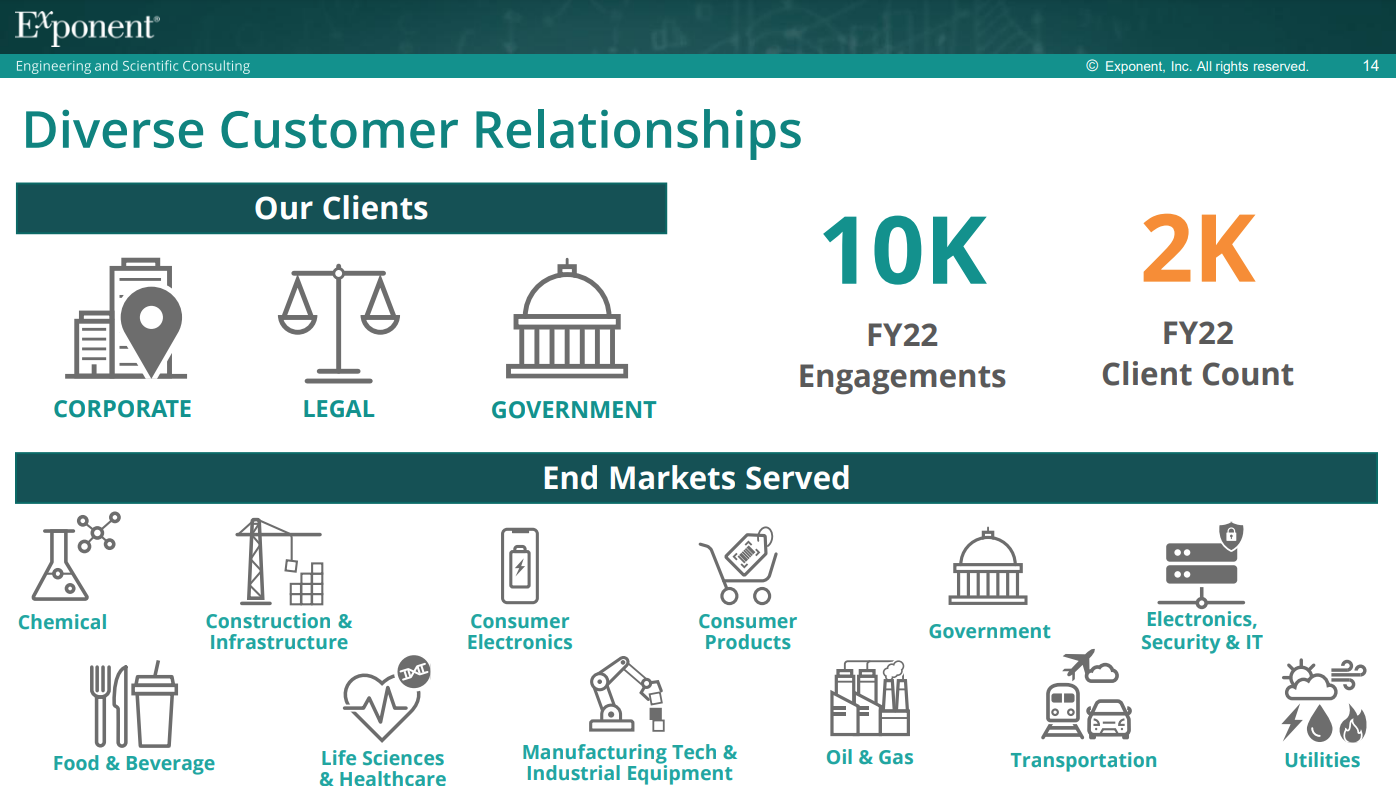 Exponent®
Engineering and Scientific Consulting
© Exponent, Inc. All rights reserved.
14
Diverse Customer Relationships
Our Clients
CORPORATE
LEGAL
GOVERNMENT
10K
FY22
Engagements
2K
FY22
Client Count
End Markets Served
Chemical
Construction &
Infrastructure
Consumer
Electronics
Consumer
Products
Government
Electronics,
Security & IT
Food & Beverage
Life Sciences
& Healthcare
Manufacturing Tech &
Industrial Equipment
Oil & Gas
Transportation
Utilities